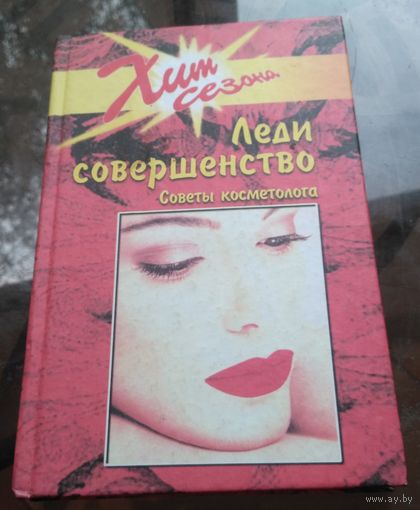 Хит
сезона
Леди
совершенство
Советы косметолога
www.ay.by